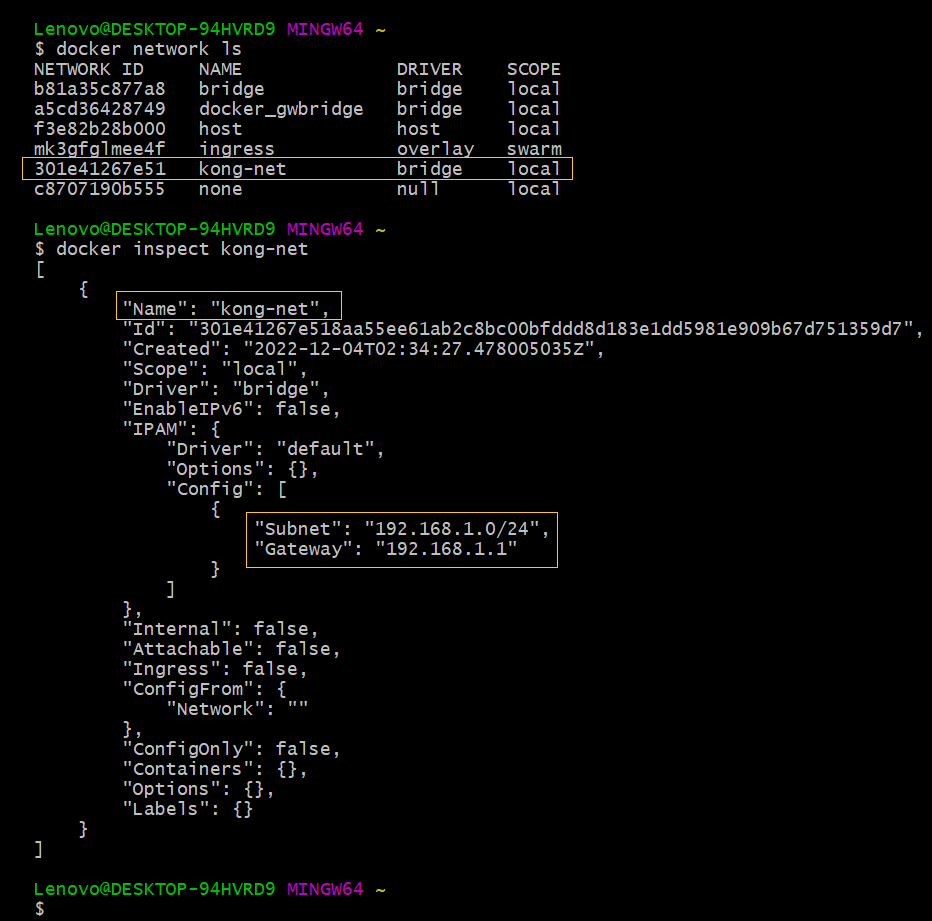 Lenovo@DESKTOP-94HVRD9 MINGW64 ~
$ docker network ls
NETWORK ID     NAME              DRIVER    SCOPE
b81a35c877a8   bridge            bridge    local
a5cd36428749   docker_gwbridge   bridge    local
f3e82b28b000   host              host      local
mk3gfglmee4f   ingress           overlay   swarm
301e41267e51   kong-net          bridge    local
c8707190b555   none              null      local
Lenovo@DESKTOP-94HVRD9 MINGW64 ~
$ docker inspect kong-net
[
    {
        "Name": "kong-net",
        "Id": "301e41267e518aa55ee61ab2c8bc00bfddd8d183e1dd5981e909b67d751359d7",
        "Created": "2022-12-04T02:34:27.478005035Z",
        "Scope": "local",
        "Driver": "bridge",
        "EnableIPv6": false,
        "IPAM": {
            "Driver": "default",
            "Options": {},
            "Config": [
                {
                    "Subnet": "192.168.1.0/24",
                    "Gateway": "192.168.1.1"
                }
            ]
        },
        "Internal": false,
        "Attachable": false,
        "Ingress": false,
        "ConfigFrom": {
            "Network": ""
        },
        "ConfigOnly": false,
        "Containers": {},
        "Options": {},
        "Labels": {}
    }
]
Lenovo@DESKTOP-94HVRD9 MINGW64 ~
$